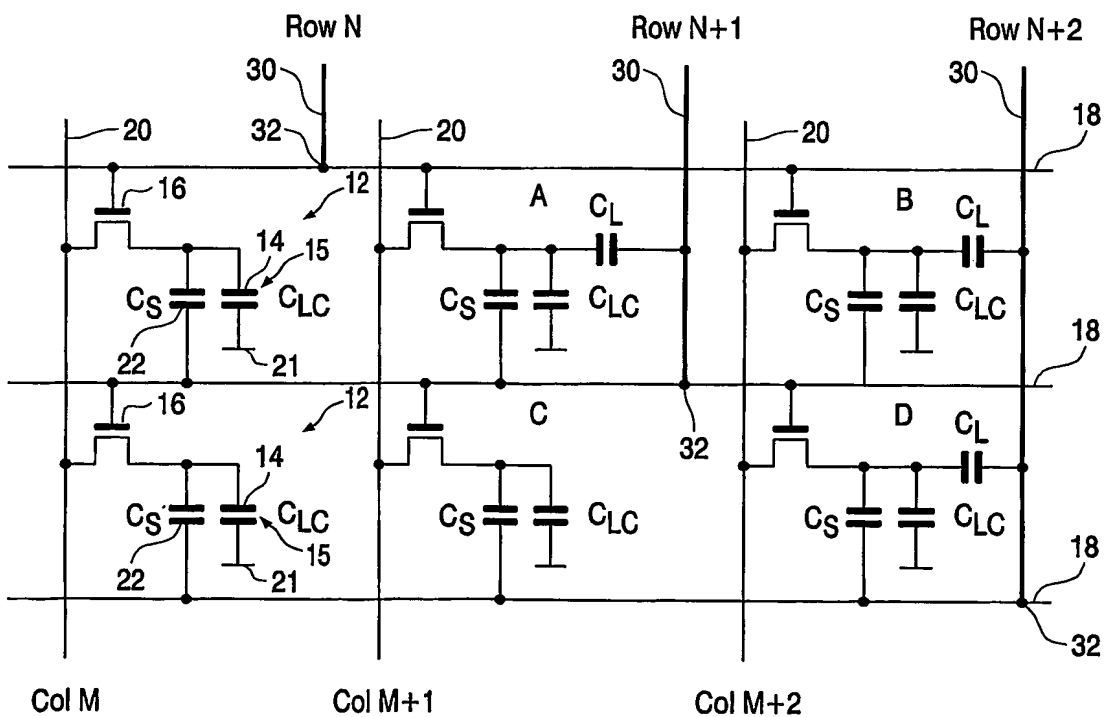 Row N Row N+1 Row N+2
30 30 30
20 32 20 20 18
16 12 A CL B CL
14 15
CS CLC CS CLC CS CLC
22 21 18
16 12 C 32 D CL
14
CS CLC CS CLC CS CLC
15 18
22 21
32
Col M Col M+1 Col M+2